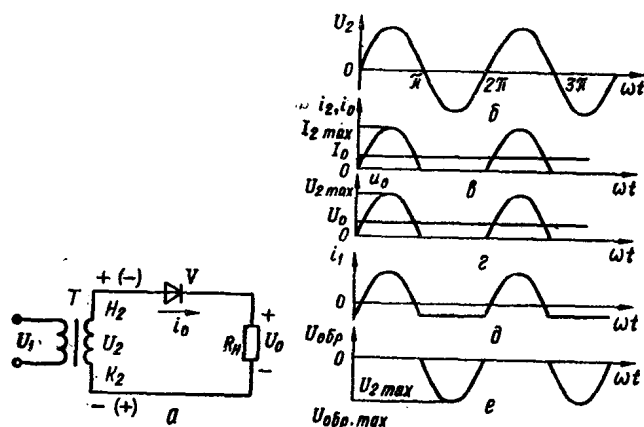 U₂
0
π 2π 3π ωt
б
i₂, i₀
I₂ max
I₀
0
в ωt
u₀
U₂ max
U₀
0
г ωt
i₁
0
д ωt
Uобр
0
U₂ max
Uобр. max
е ωt
+ (-) V
T H₂ i₀ +
U₁ U₂ Rн U₀
K₂ -
- (+) а